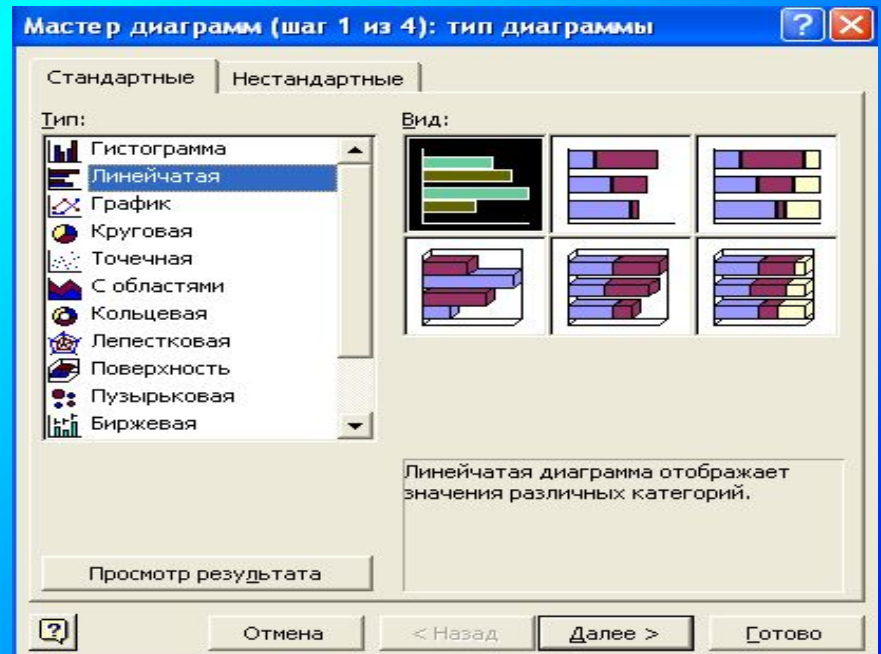 Мастер диаграмм (шаг 1 из 4): тип диаграммы
Стандартные
Нестандартные
Тип:
Вид:
Гистограмма
Линейчатая
График
Круговая
Точечная
С областями
Кольцевая
Лепестковая
Поверхность
Пузырьковая
Биржевая
Линейчатая диаграмма отображает
значения различных категорий.
Просмотр результата
Отмена
< Назад
Далее >
Готово